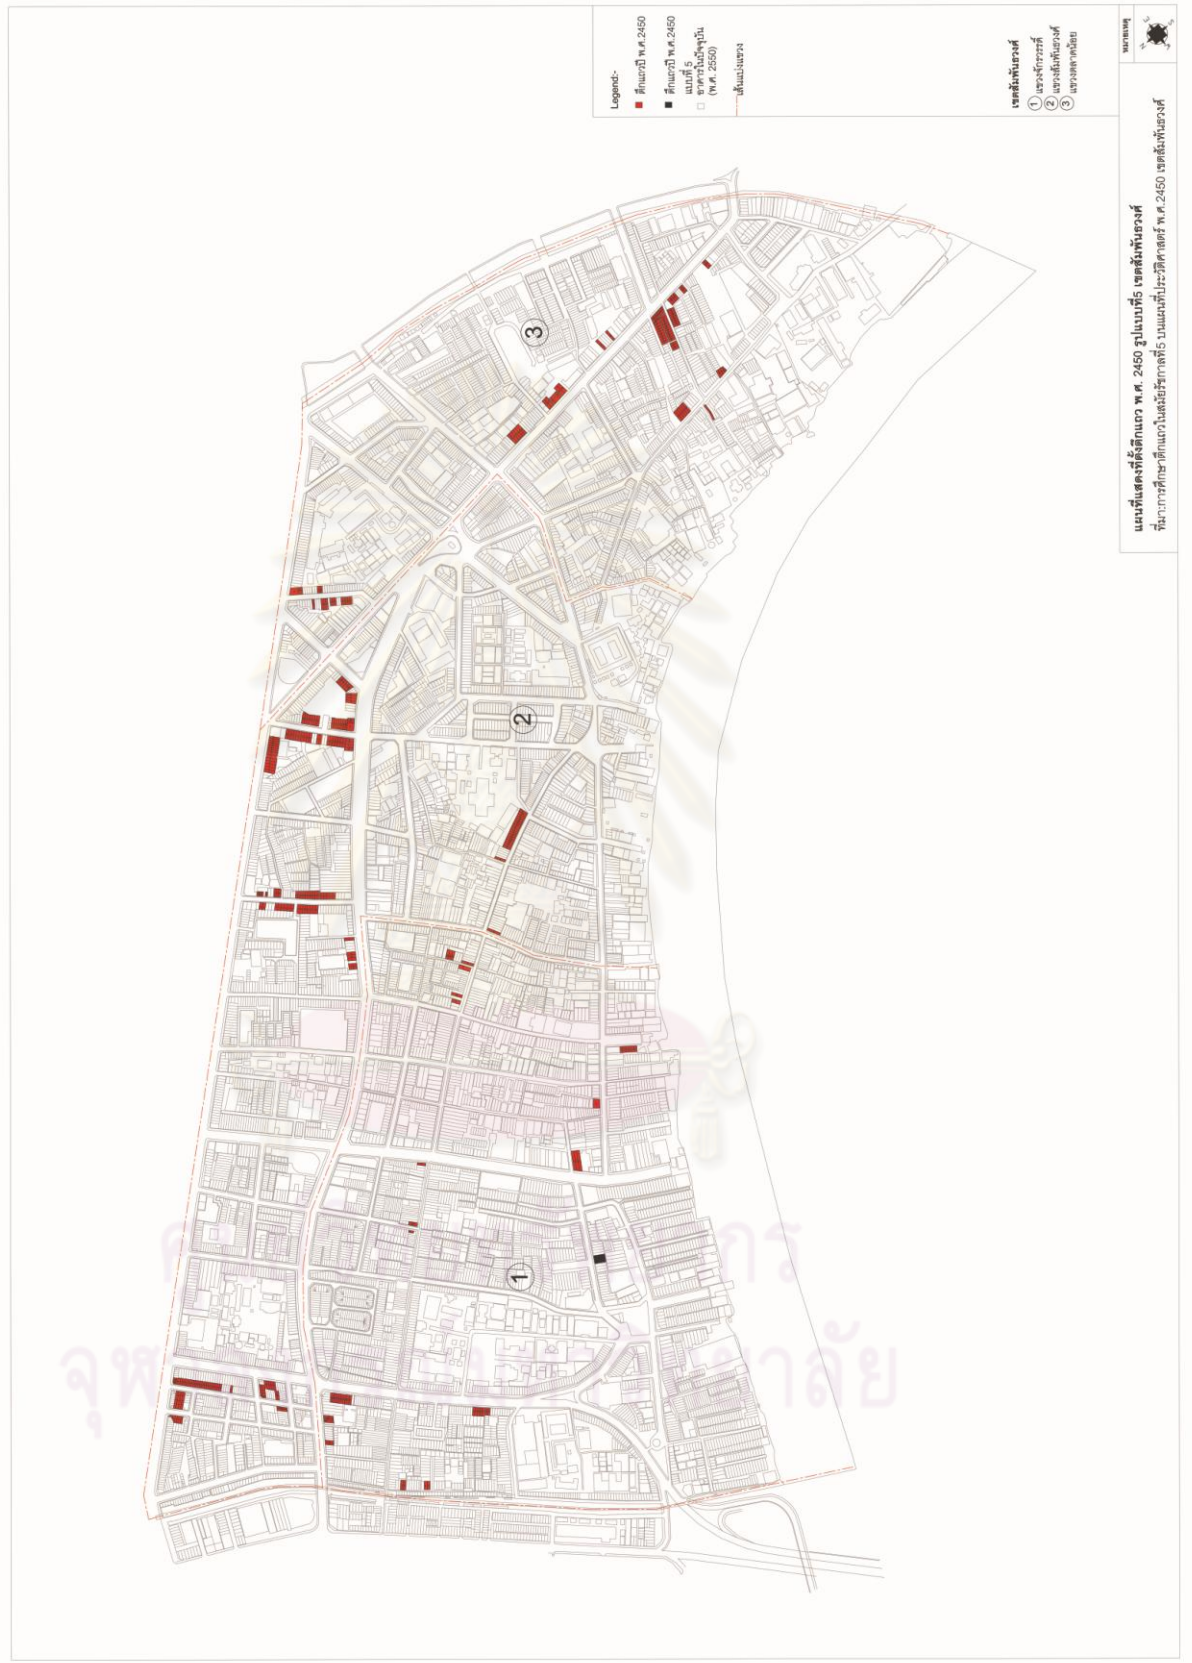 Legend:-
ตึกแถวปี พ.ศ.2450
ตึกแถวปี พ.ศ.2450
แบบที่ 5
อาคารในปัจจุบัน
(พ.ศ. 2550)
เส้นแบ่งแขวง
เขตสัมพันธวงศ์
1 แขวงจักรวรรดิ์
2 แขวงสัมพันธวงศ์
3 แขวงตลาดน้อย
หมายเหตุ
N
แผนที่แสดงที่ตั้งตึกแถว พ.ศ. 2450 รูปแบบที่5 เขตสัมพันธวงศ์
ที่มา:การศึกษาตึกแถวในสมัยรัชกาลที่5 บนแผนที่ประวัติศาสตร์ พ.ศ.2450 เขตสัมพันธวงศ์
3
2
1